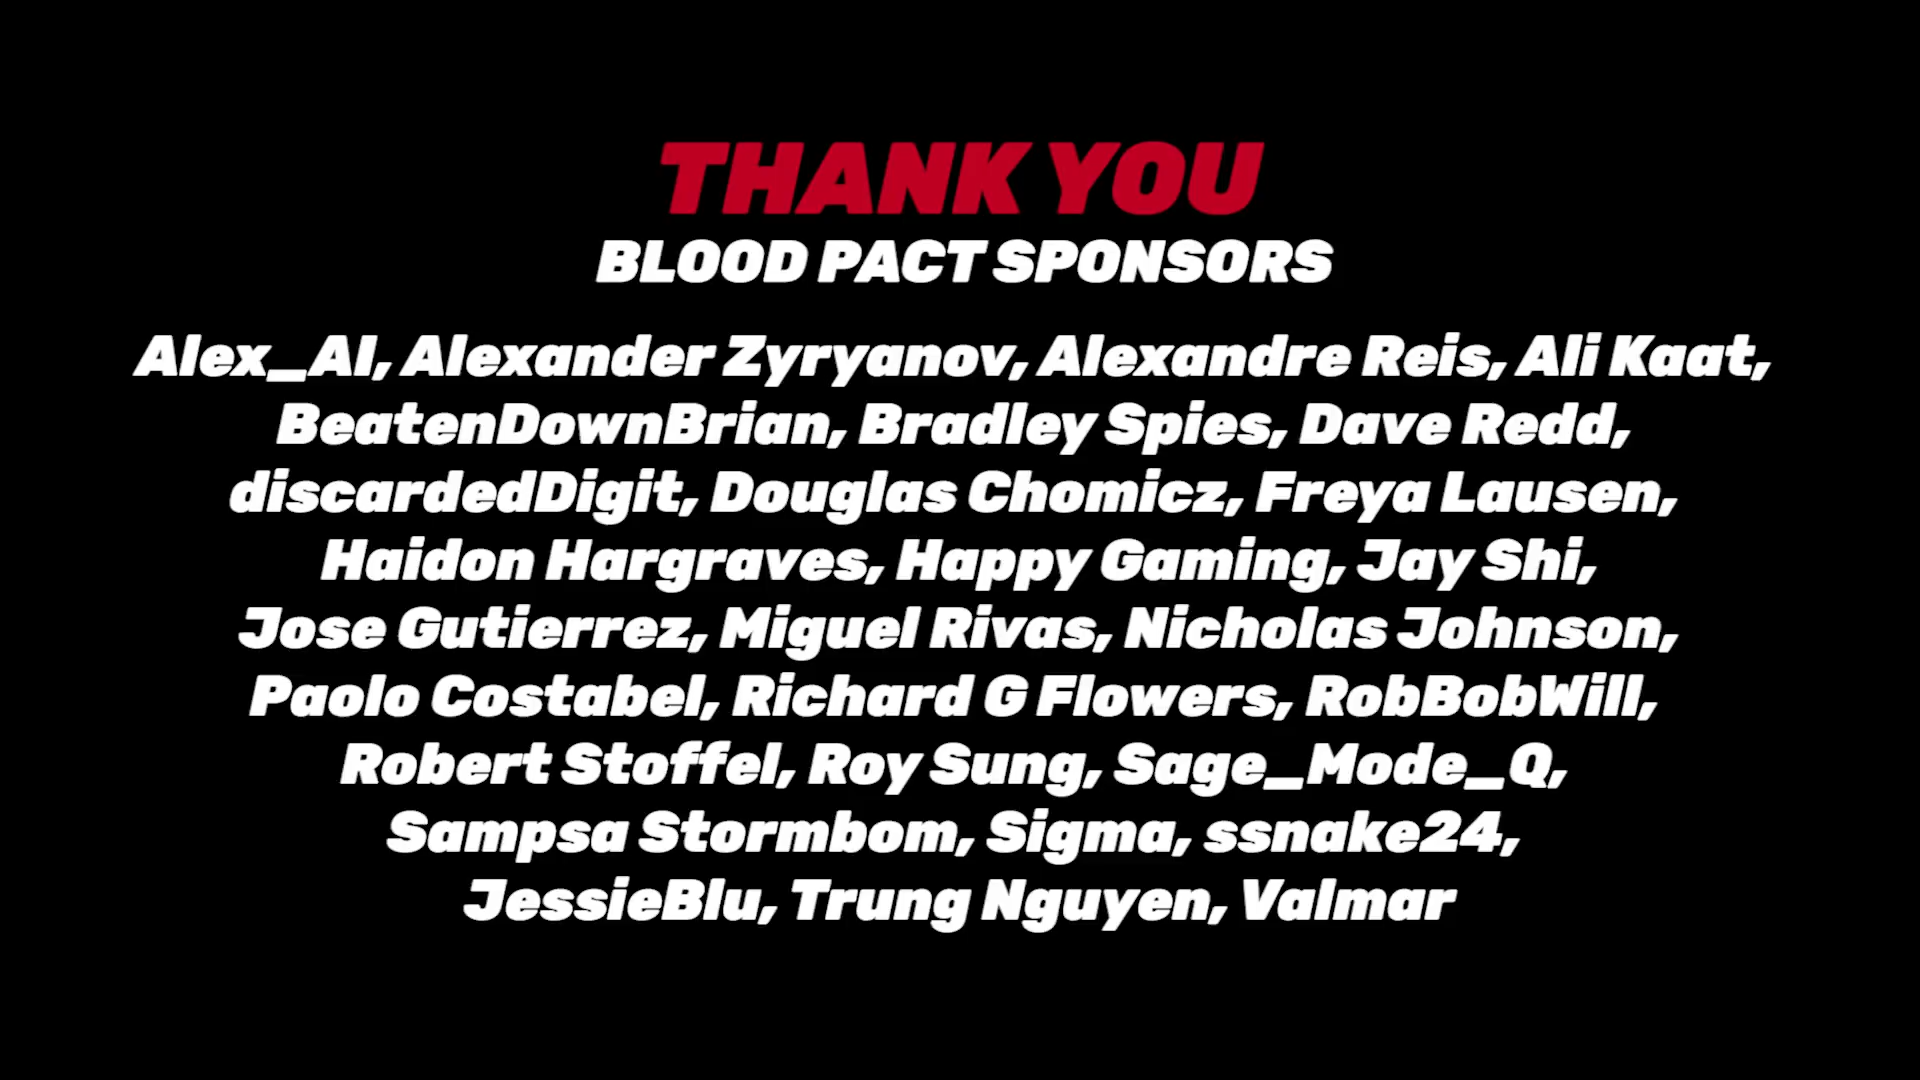 THANK YOU
BLOOD PACT SPONSORS
Alex_AI, Alexander Zyryanov, Alexandre Reis, Ali Kaat,
BeatenDownBrian, Bradley Spies, Dave Redd,
discardedDigit, Douglas Chomicz, Freya Lausen,
Haidon Hargraves, Happy Gaming, Jay Shi,
Jose Gutierrez, Miguel Rivas, Nicholas Johnson,
Paolo Costabel, Richard G Flowers, RobBobWill,
Robert Stoffel, Roy Sung, Sage_Mode_Q,
Sampsa Stormbom, Sigma, ssnake24,
JessieBlu, Trung Nguyen, Valmar